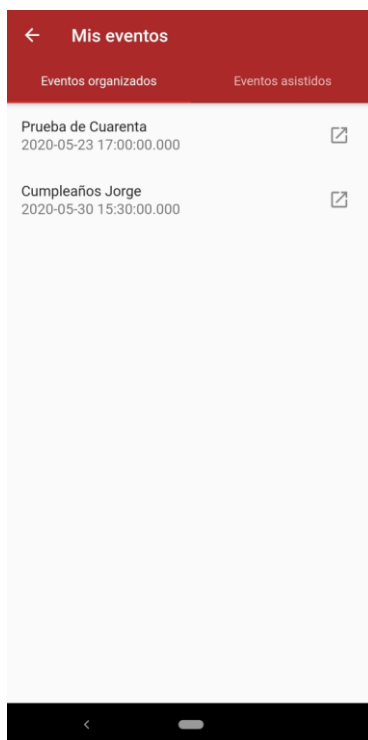 Mis eventos
Eventos organizados
Eventos asistidos
Prueba de Cuarenta
2020-05-23 17:00:00.000
Cumpleaños Jorge
2020-05-30 15:30:00.000